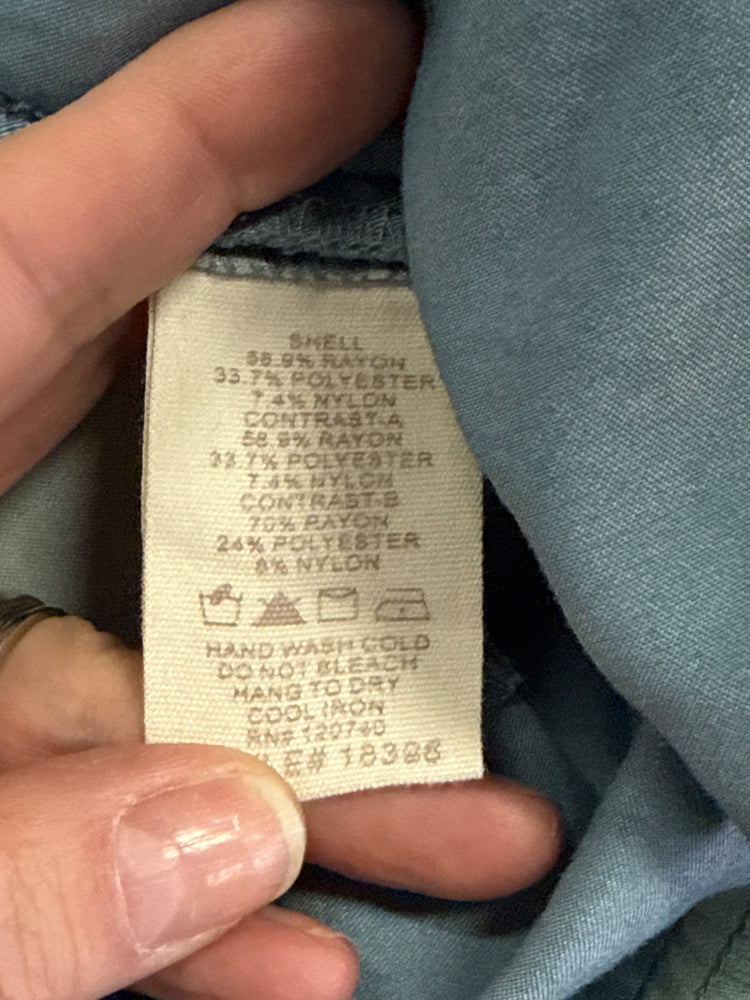 SHELL
58.9% RAYON
33.7% POLYESTER
7.4% NYLON
CONTRAST-A
58.9% RAYON
33.7% POLYESTER
7.4% NYLON
CONTRAST-B
70% RAYON
24% POLYESTER
6% NYLON
HAND WASH COLD
DO NOT BLEACH
HANG TO DRY
COOL IRON
RN# 120740
LE# 18386